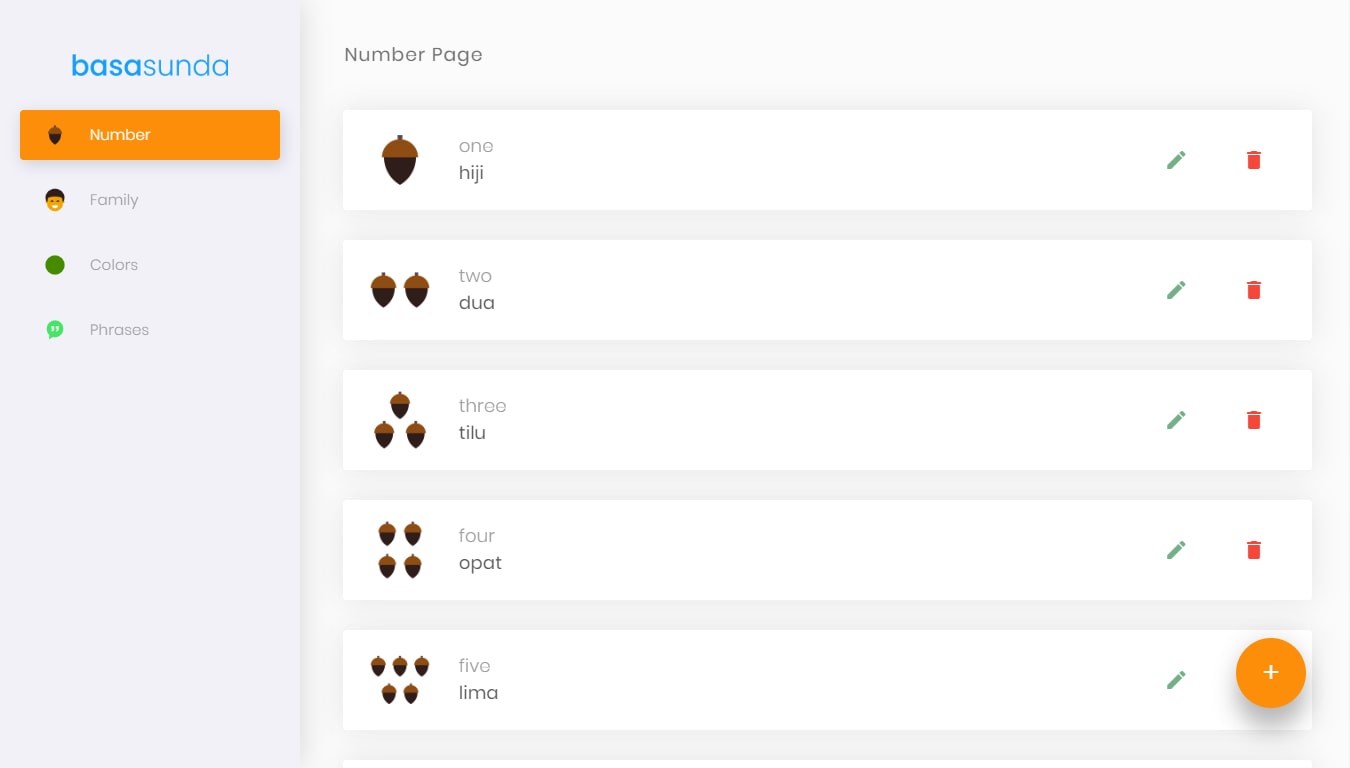 basasunda
Number
Family
Colors
Phrases
Number Page
one
hiji
two
dua
three
tilu
four
opat
five
lima
+